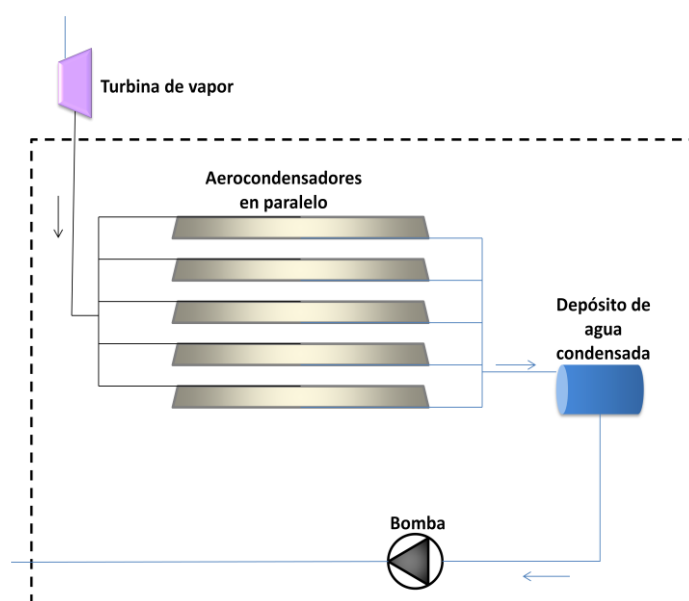 Turbina de vapor
Aerocondensadores
en paralelo
Depósito de
agua
condensada
Bomba